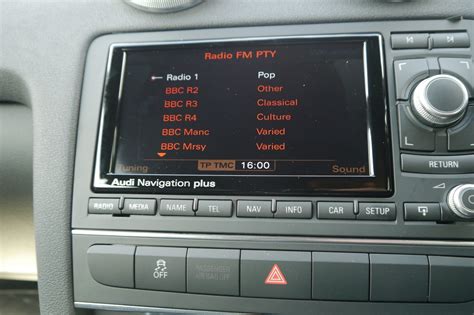 Radio FM PTY
Radio 1 Pop
BBC R2 Other
BBC R3 Classical
BBC R4 Culture
BBC Manc Varied
BBC Mrsy Varied
Tuning TP TMC 16:00 Sound
Audi Navigation plus
RETURN
RADIO MEDIA NAME TEL NAV INFO CAR SETUP
OFF